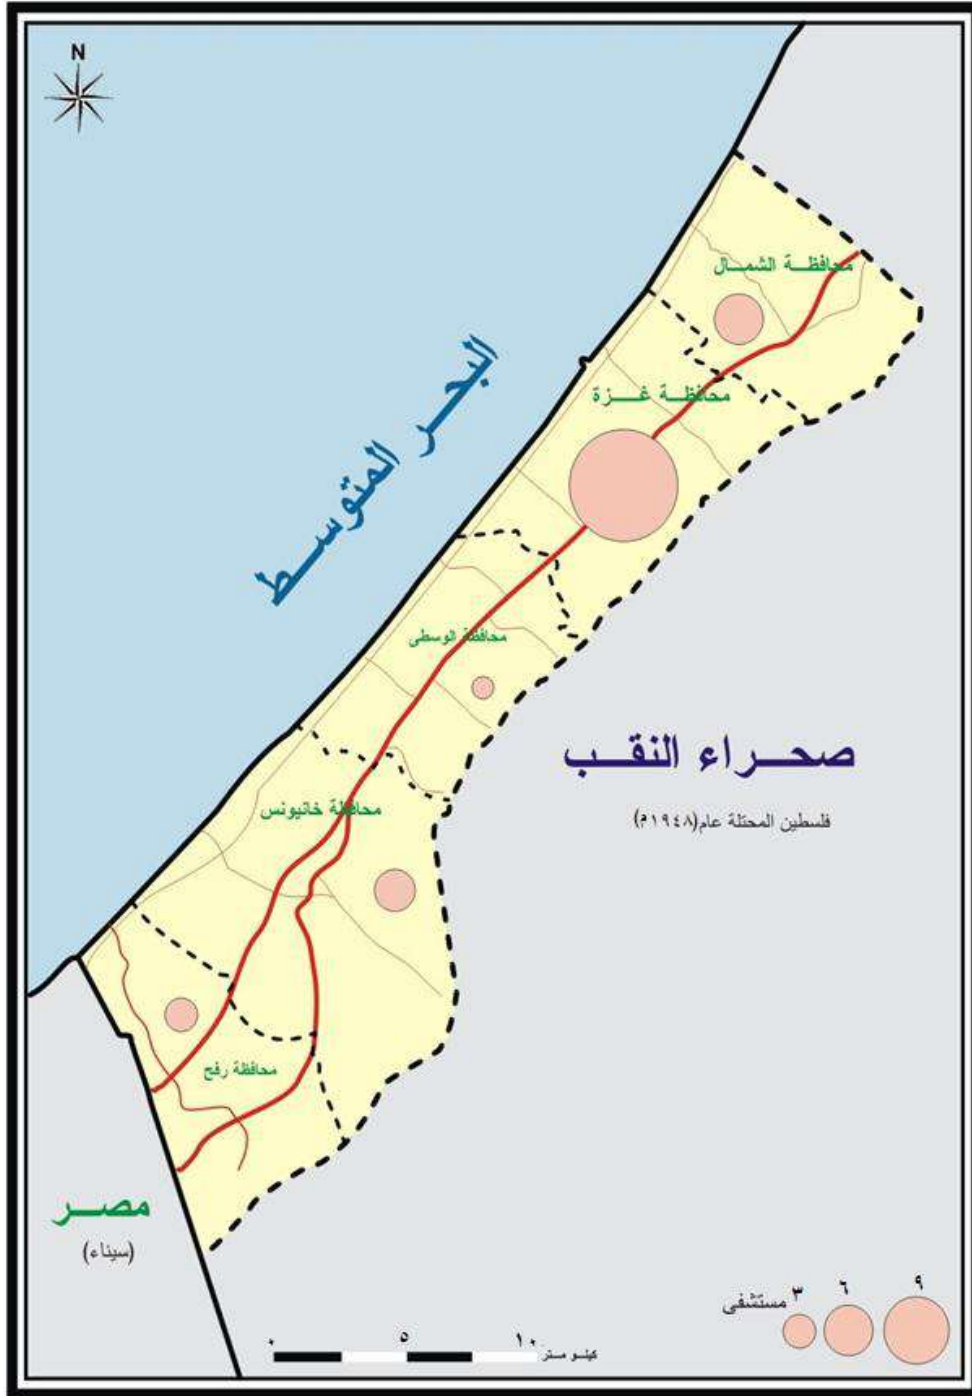 N
محافظة الشمال
محافظة غزة
البحر المتوسط
محافظة الوسطى
صحراء النقب
فلسطين المحتلة عام(١٩٤٨م)
محافظة خانيونس
محافظة رفح
مصر
(سيناء)
٩
٦
٣
مستشفى
٠ ٥ ١٠
كيلو متر